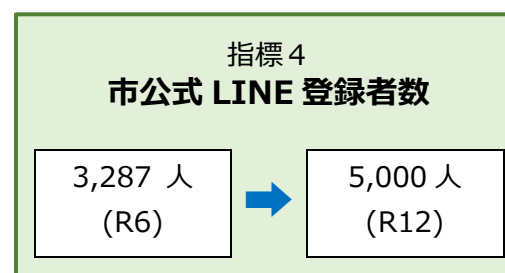 指標４
市公式 LINE 登録者数
3,287 人
(R6)
5,000 人
(R12)